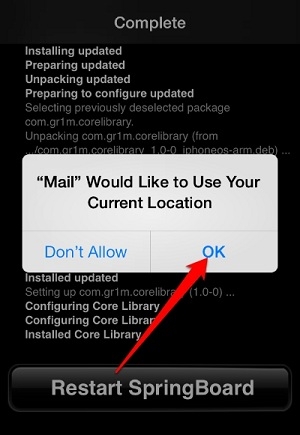 Complete
Installing updated
Preparing updated
Unpacking updated
Preparing to configure updated
Selecting previously deselected package
com.gr1m.corelibrary.
Unpacking com.gr1m.corelibrary (from
.../com.gr1m.corelibrary_1.0-0_iphoneos-arm.deb) ...
“Mail” Would Like to Use Your
Current Location
Don't Allow
OK
Installed updated
Setting up com.gr1m.corelibrary (1.0-0) ...
Configuring Core Library
Configuring Core Library
Installed Core Library
Restart SpringBoard